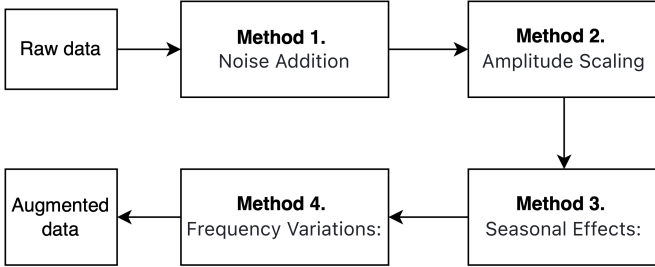 Raw data
Method 1.
Noise Addition
Method 2.
Amplitude Scaling
Method 3.
Seasonal Effects:
Method 4.
Frequency Variations:
Augmented
data